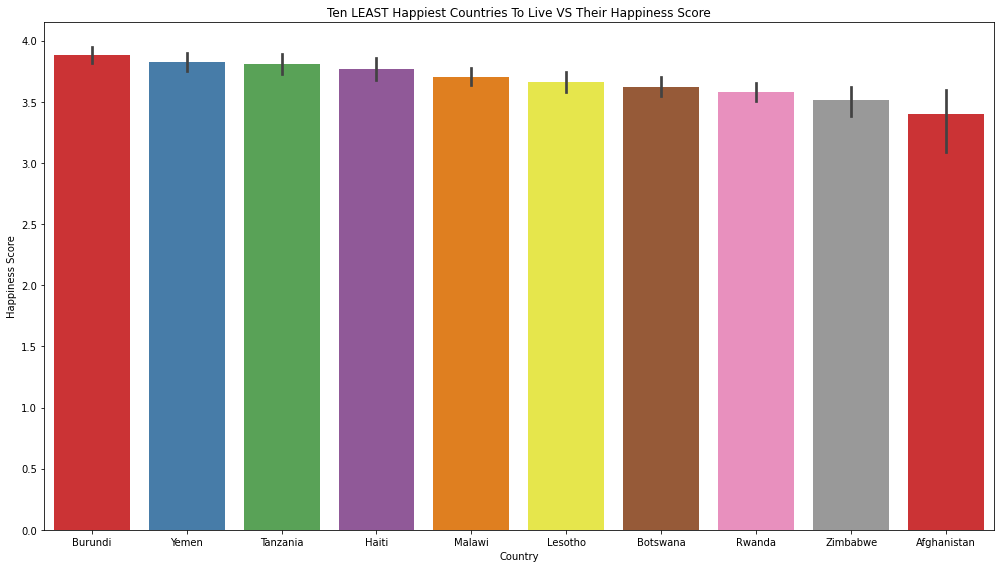 Ten LEAST Happiest Countries To Live VS Their Happiness Score
Happiness Score
4.0
3.5
3.0
2.5
2.0
1.5
1.0
0.5
0.0
Burundi Yemen Tanzania Haiti Malawi Lesotho Botswana Rwanda Zimbabwe Afghanistan
Country